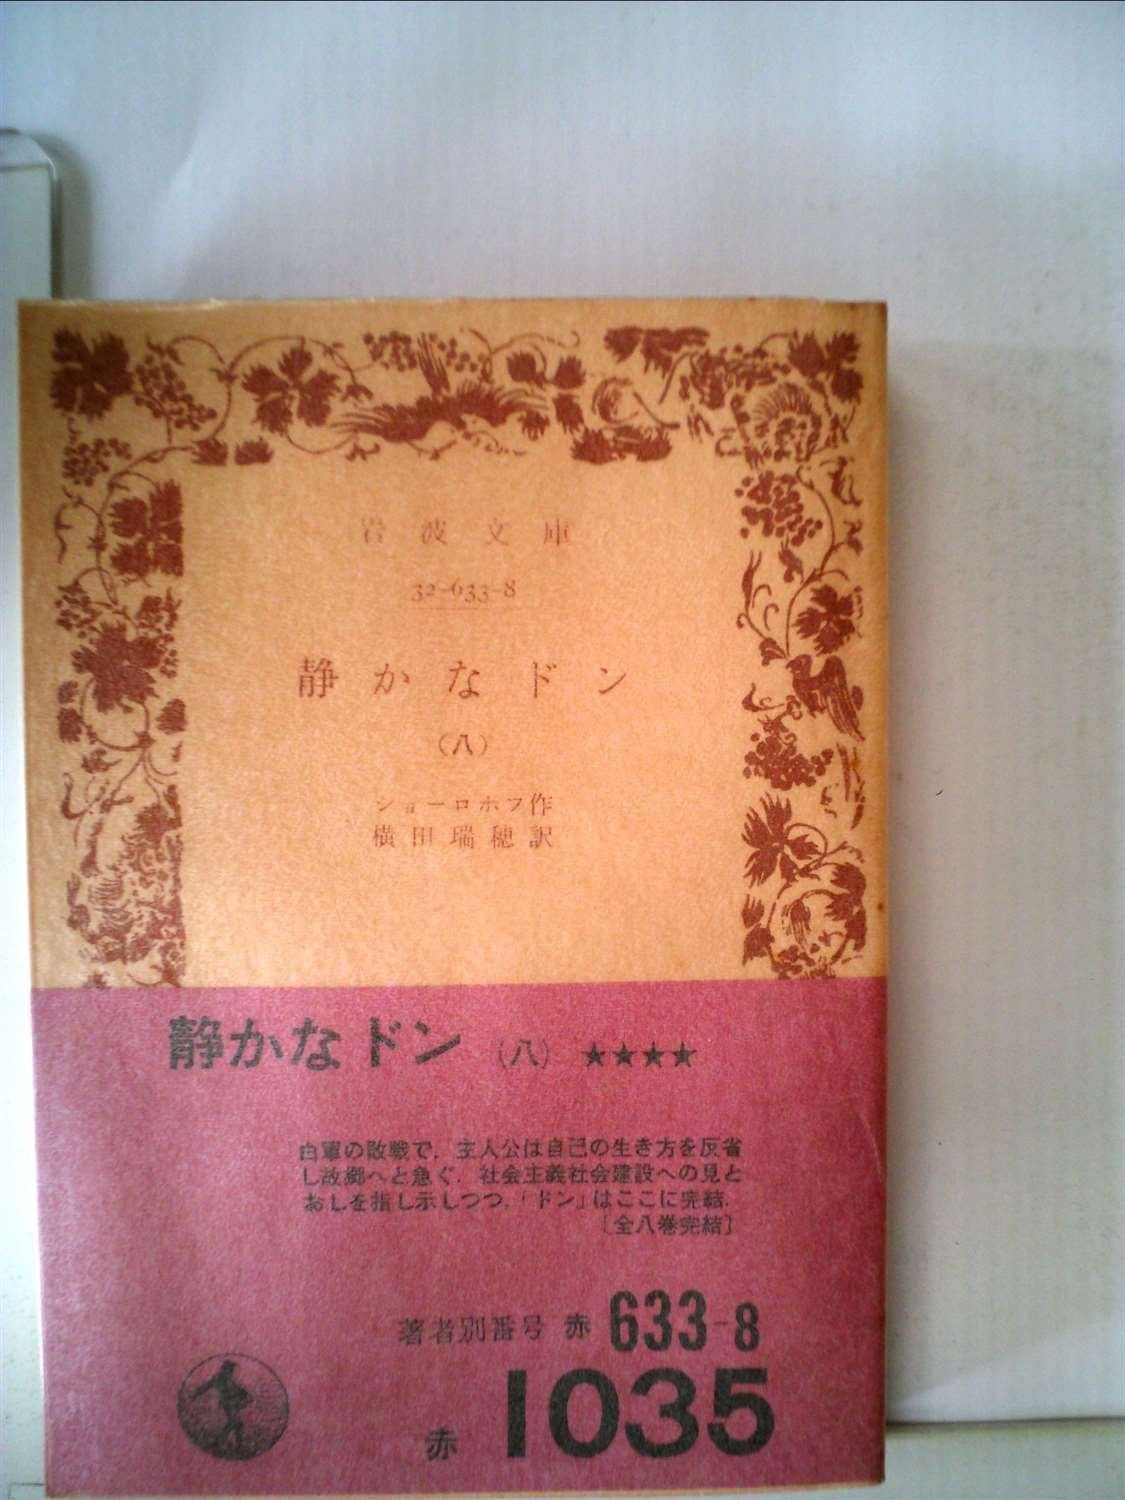 岩波文庫
32-633-8
静かなドン
(八)
ショーロホフ作
横田瑞穂訳
静かなドン (八) ★★★★
白軍の敗戦で，主人公は自己の生き方を反省
し故郷へと急ぐ．社会主義社会建設への見と
おしを指し示しつつ，「ドン」はここに完結．
〔全八巻完結〕
著者別番号 赤 633-8
赤 1035